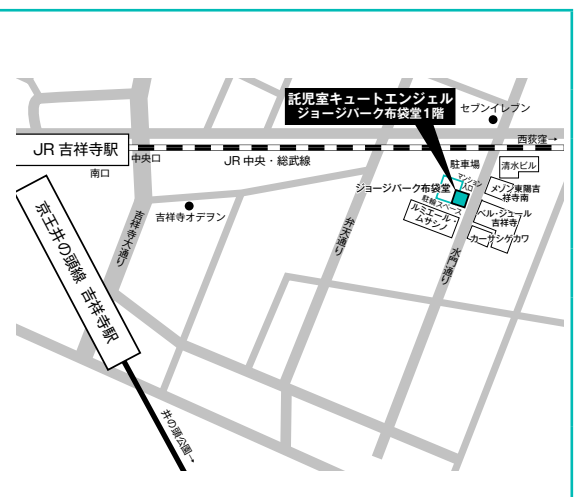 託児室キュートエンジェル
ジョージパーク布袋堂1階
セブンイレブン
西荻窪→
JR 吉祥寺駅
中央口
JR 中央・総武線
南口
駐車場
清水ビル
マンション
入口
ジョージパーク布袋堂
駐輪スペース
メゾン東陽吉
祥寺南
ルミエール・
ムサシノ
ベル・ジュール
吉祥寺
カーサシゲカワ
京王井の頭線 吉祥寺駅
吉祥寺大通り
吉祥寺オデヲン
弁天通り
水門通り
井の頭公園→